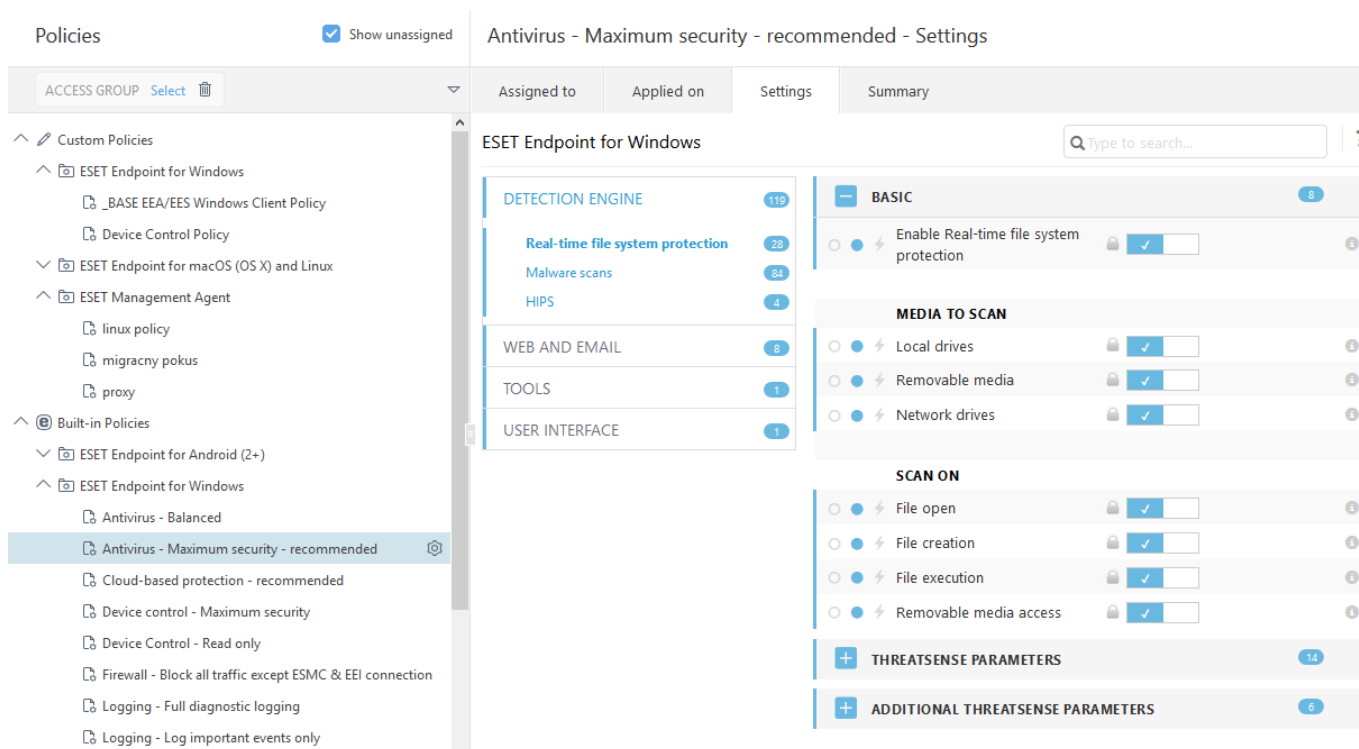 Policies
Show unassigned
ACCESS GROUP Select
Custom Policies
ESET Endpoint for Windows
_BASE EEA/EES Windows Client Policy
Device Control Policy
ESET Endpoint for macOS (OS X) and Linux
ESET Management Agent
linux policy
migracny pokus
proxy
Built-in Policies
ESET Endpoint for Android (2+)
ESET Endpoint for Windows
Antivirus - Balanced
Antivirus - Maximum security - recommended
Cloud-based protection - recommended
Device control - Maximum security
Device Control - Read only
Firewall - Block all traffic except ESMC & EEI connection
Logging - Full diagnostic logging
Logging - Log important events only
Antivirus - Maximum security - recommended - Settings
Assigned to Applied on Settings Summary
ESET Endpoint for Windows
Type to search...
DETECTION ENGINE 119
Real-time file system protection 28
Malware scans 84
HIPS 4
WEB AND EMAIL 8
TOOLS 1
USER INTERFACE 1
BASIC 8
Enable Real-time file system
protection
MEDIA TO SCAN
Local drives
Removable media
Network drives
SCAN ON
File open
File creation
File execution
Removable media access
THREATSENSE PARAMETERS 14
ADDITIONAL THREATSENSE PARAMETERS 6